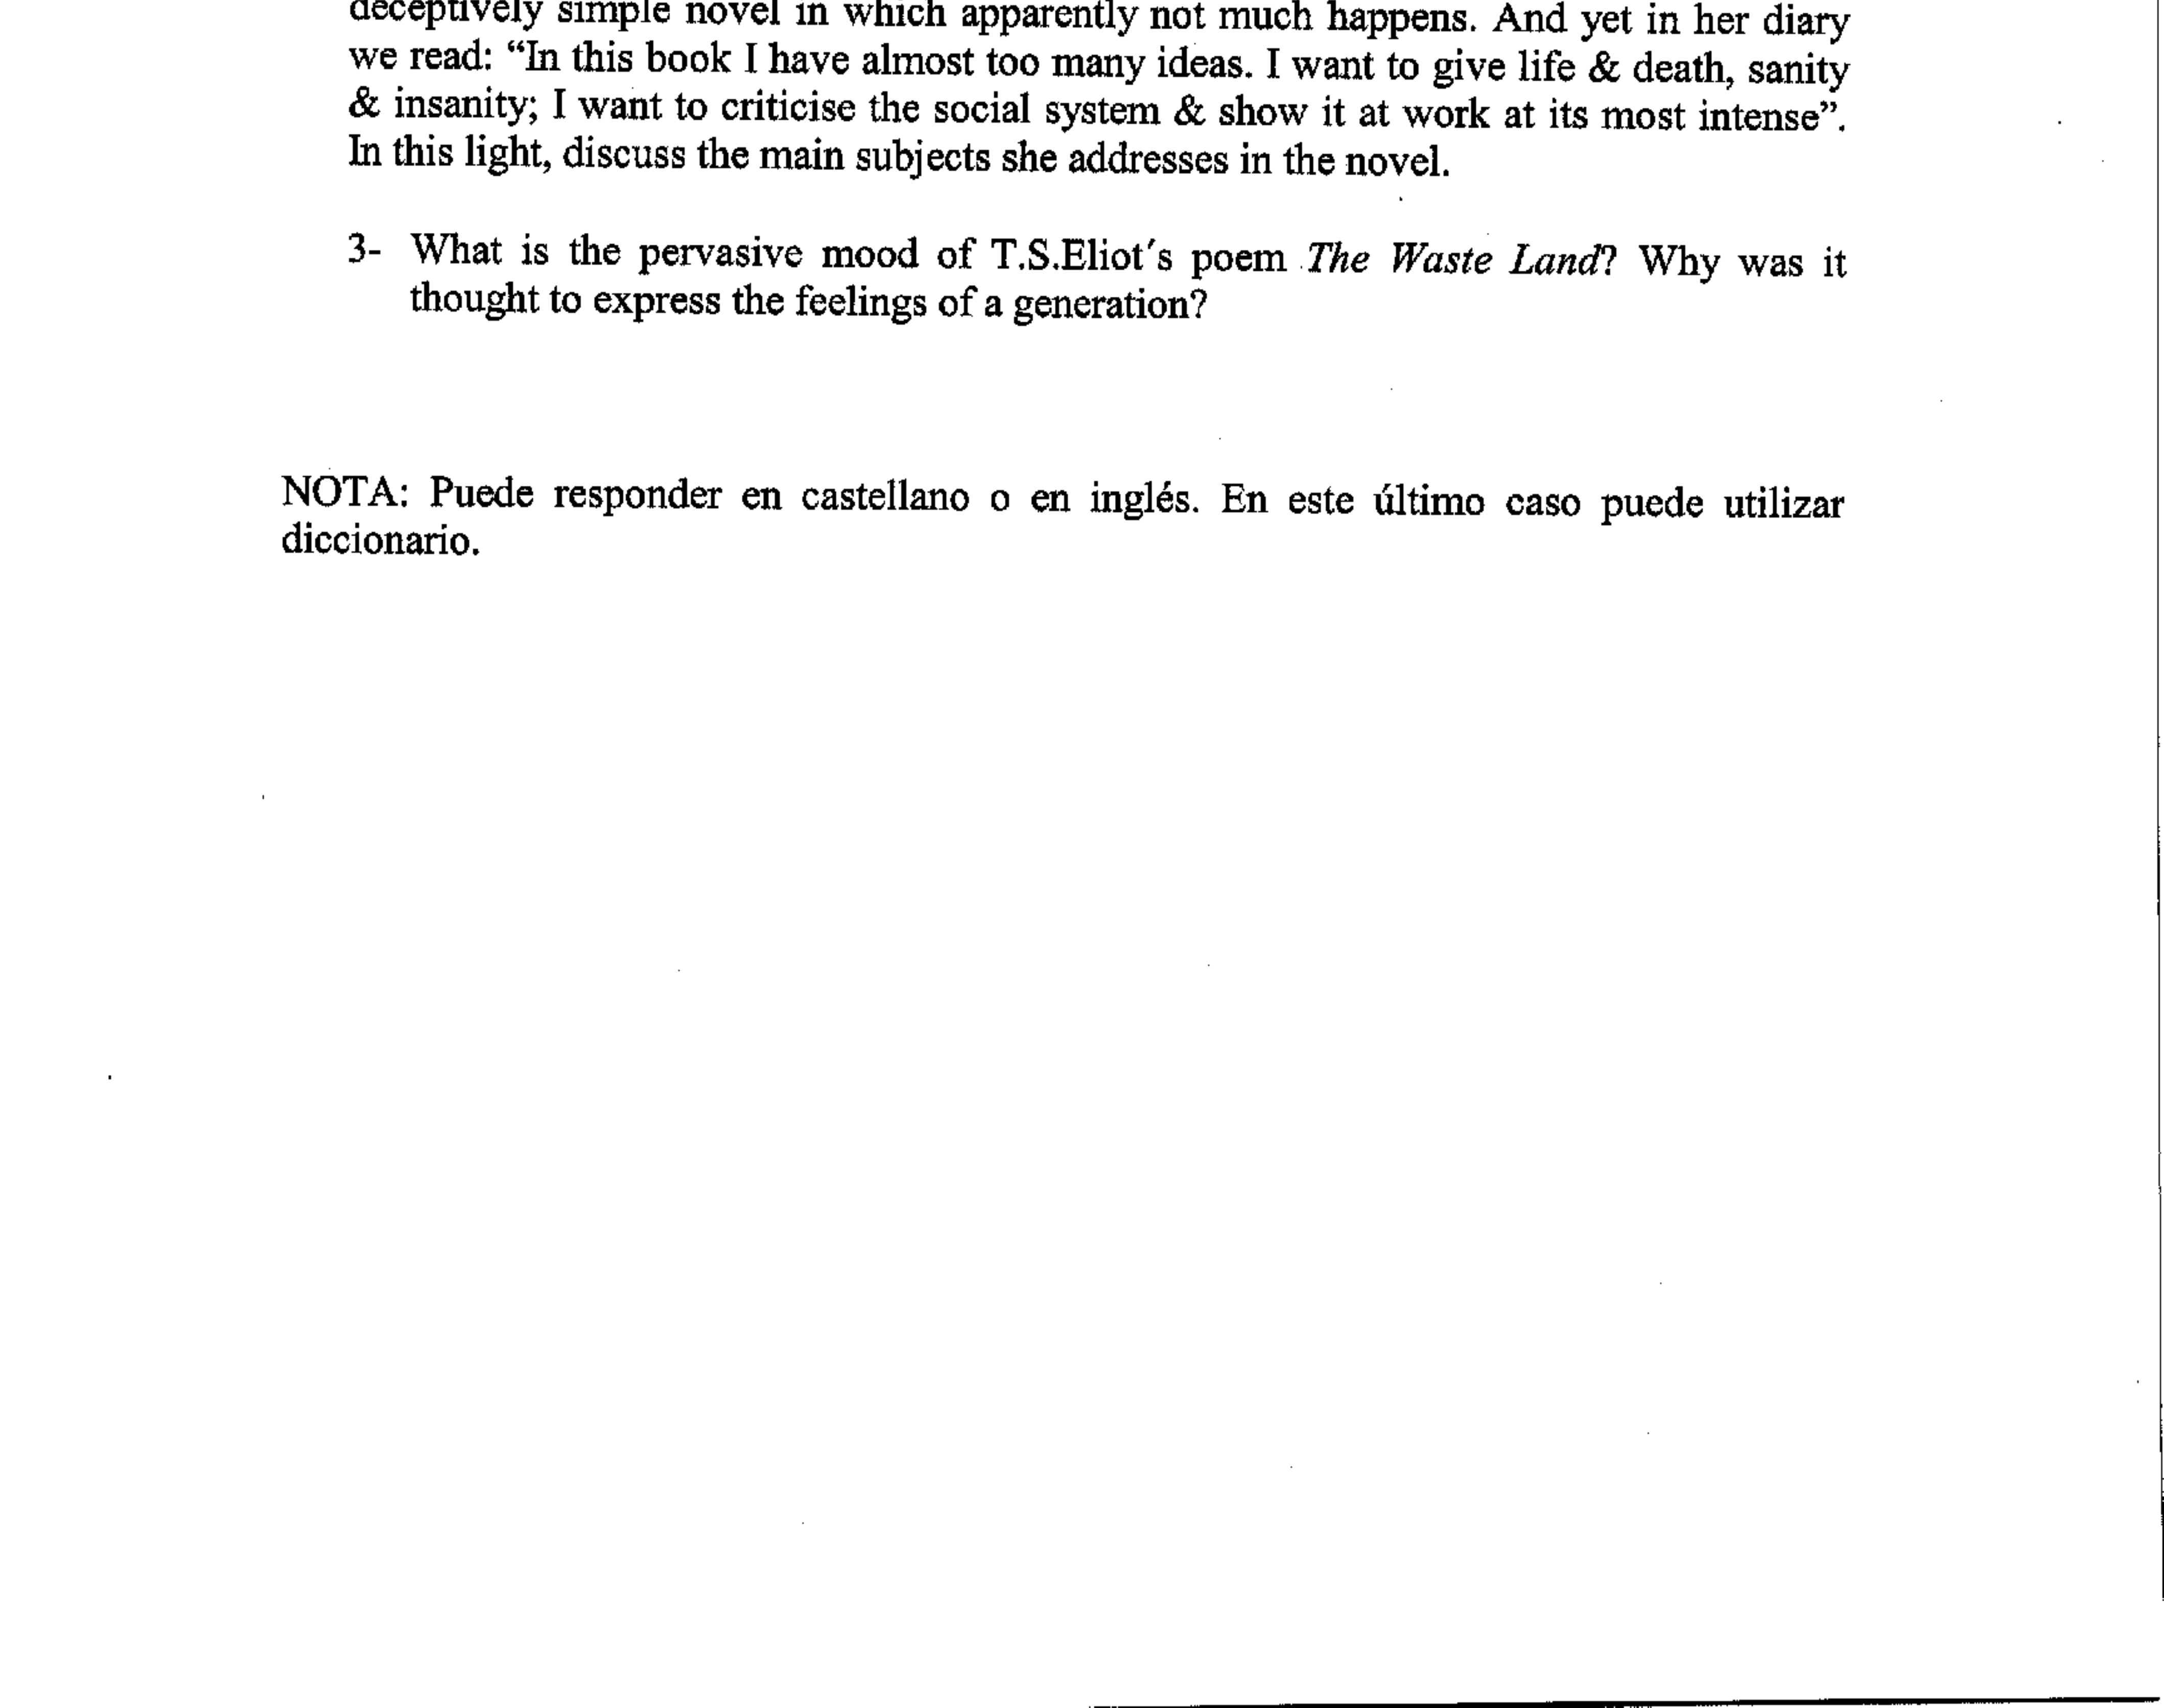 deceptively simple novel in which apparently not much happens. And yet in her diary
we read: “In this book I have almost too many ideas. I want to give life & death, sanity
& insanity; I want to criticise the social system & show it at work at its most intense”.
In this light, discuss the main subjects she addresses in the novel.
3- What is the pervasive mood of T.S.Eliot′s poem The Waste Land? Why was it
thought to express the feelings of a generation?
NOTA: Puede responder en castellano o en inglés. En este último caso puede utilizar
diccionario.